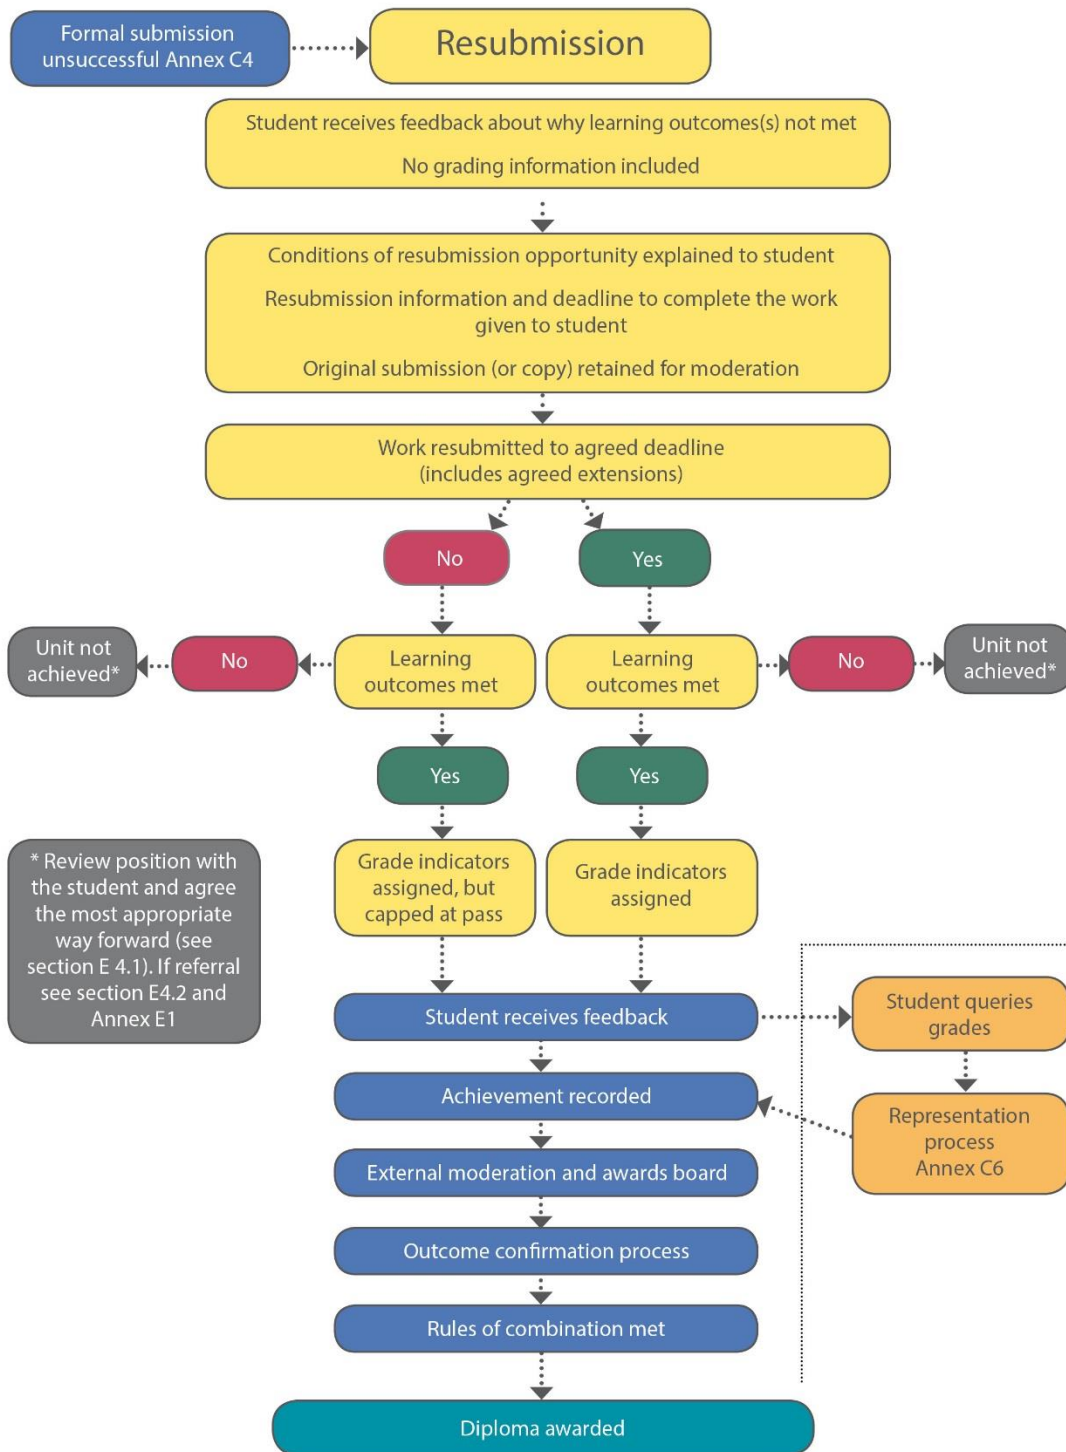 Formal submission
unsuccessful Annex C4
Resubmission
Student receives feedback about why learning outcomes(s) not met
No grading information included
Conditions of resubmission opportunity explained to student
Resubmission information and deadline to complete the work
given to student
Original submission (or copy) retained for moderation
Work resubmitted to agreed deadline
(includes agreed extensions)
No
Yes
Unit not
achieved*
No
Learning
outcomes met
Learning
outcomes met
No
Unit not
achieved*
Yes
Yes
* Review position with
the student and agree
the most appropriate
way forward (see
section E 4.1). If referral
see section E4.2 and
Annex E1
Grade indicators
assigned, but
capped at pass
Grade indicators
assigned
Student receives feedback
Student queries
grades
Achievement recorded
Representation
process
Annex C6
External moderation and awards board
Outcome confirmation process
Rules of combination met
Diploma awarded